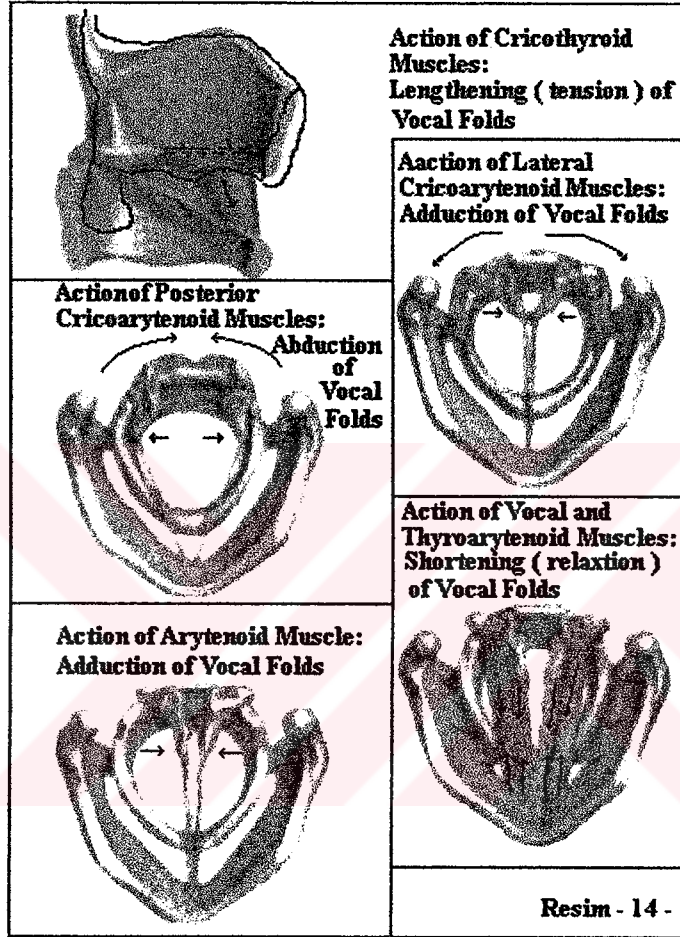 Action of Cricothyroid
Muscles:
Lengthening ( tension ) of
Vocal Folds
Aaction of Lateral
Cricoarytenoid Muscles:
Adduction of Vocal Folds
Actionof Posterior
Cricoarytenoid Muscles:
Abduction
of
Vocal
Folds
Action of Vocal and
Thyroarytenoid Muscles:
Shortening ( relaxtion )
of Vocal Folds
Action of Arytenoid Muscle:
Adduction of Vocal Folds
Resim - 14 -